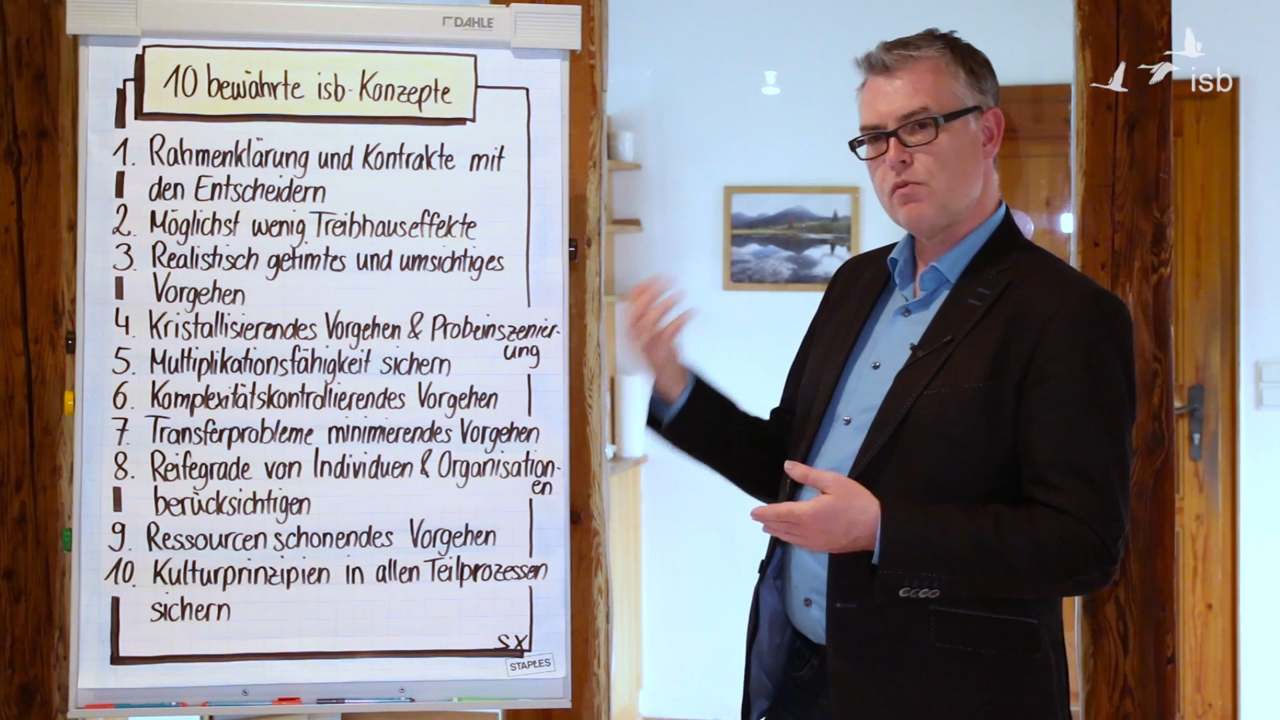 DAHLE
10 bewährte isb-Konzepte
1. Rahmenklärung und Kontrakte mit
den Entscheidern
2. Möglichst wenig Treibhauseffekte
3. Realistisch getimtes und umsichtiges
Vorgehen
4. Kristallisierendes Vorgehen & Probeinszenier-
ung
5. Multiplikationsfähigkeit sichern
6. Komplexitätskontrollierendes Vorgehen
7. Transferprobleme minimierendes Vorgehen
8. Reifegrade von Individuen & Organisation-
en
berücksichtigen
9. Ressourcen schonendes Vorgehen
10. Kulturprinzipien in allen Teilprozessen
sichern
SX
STAPLES
isb